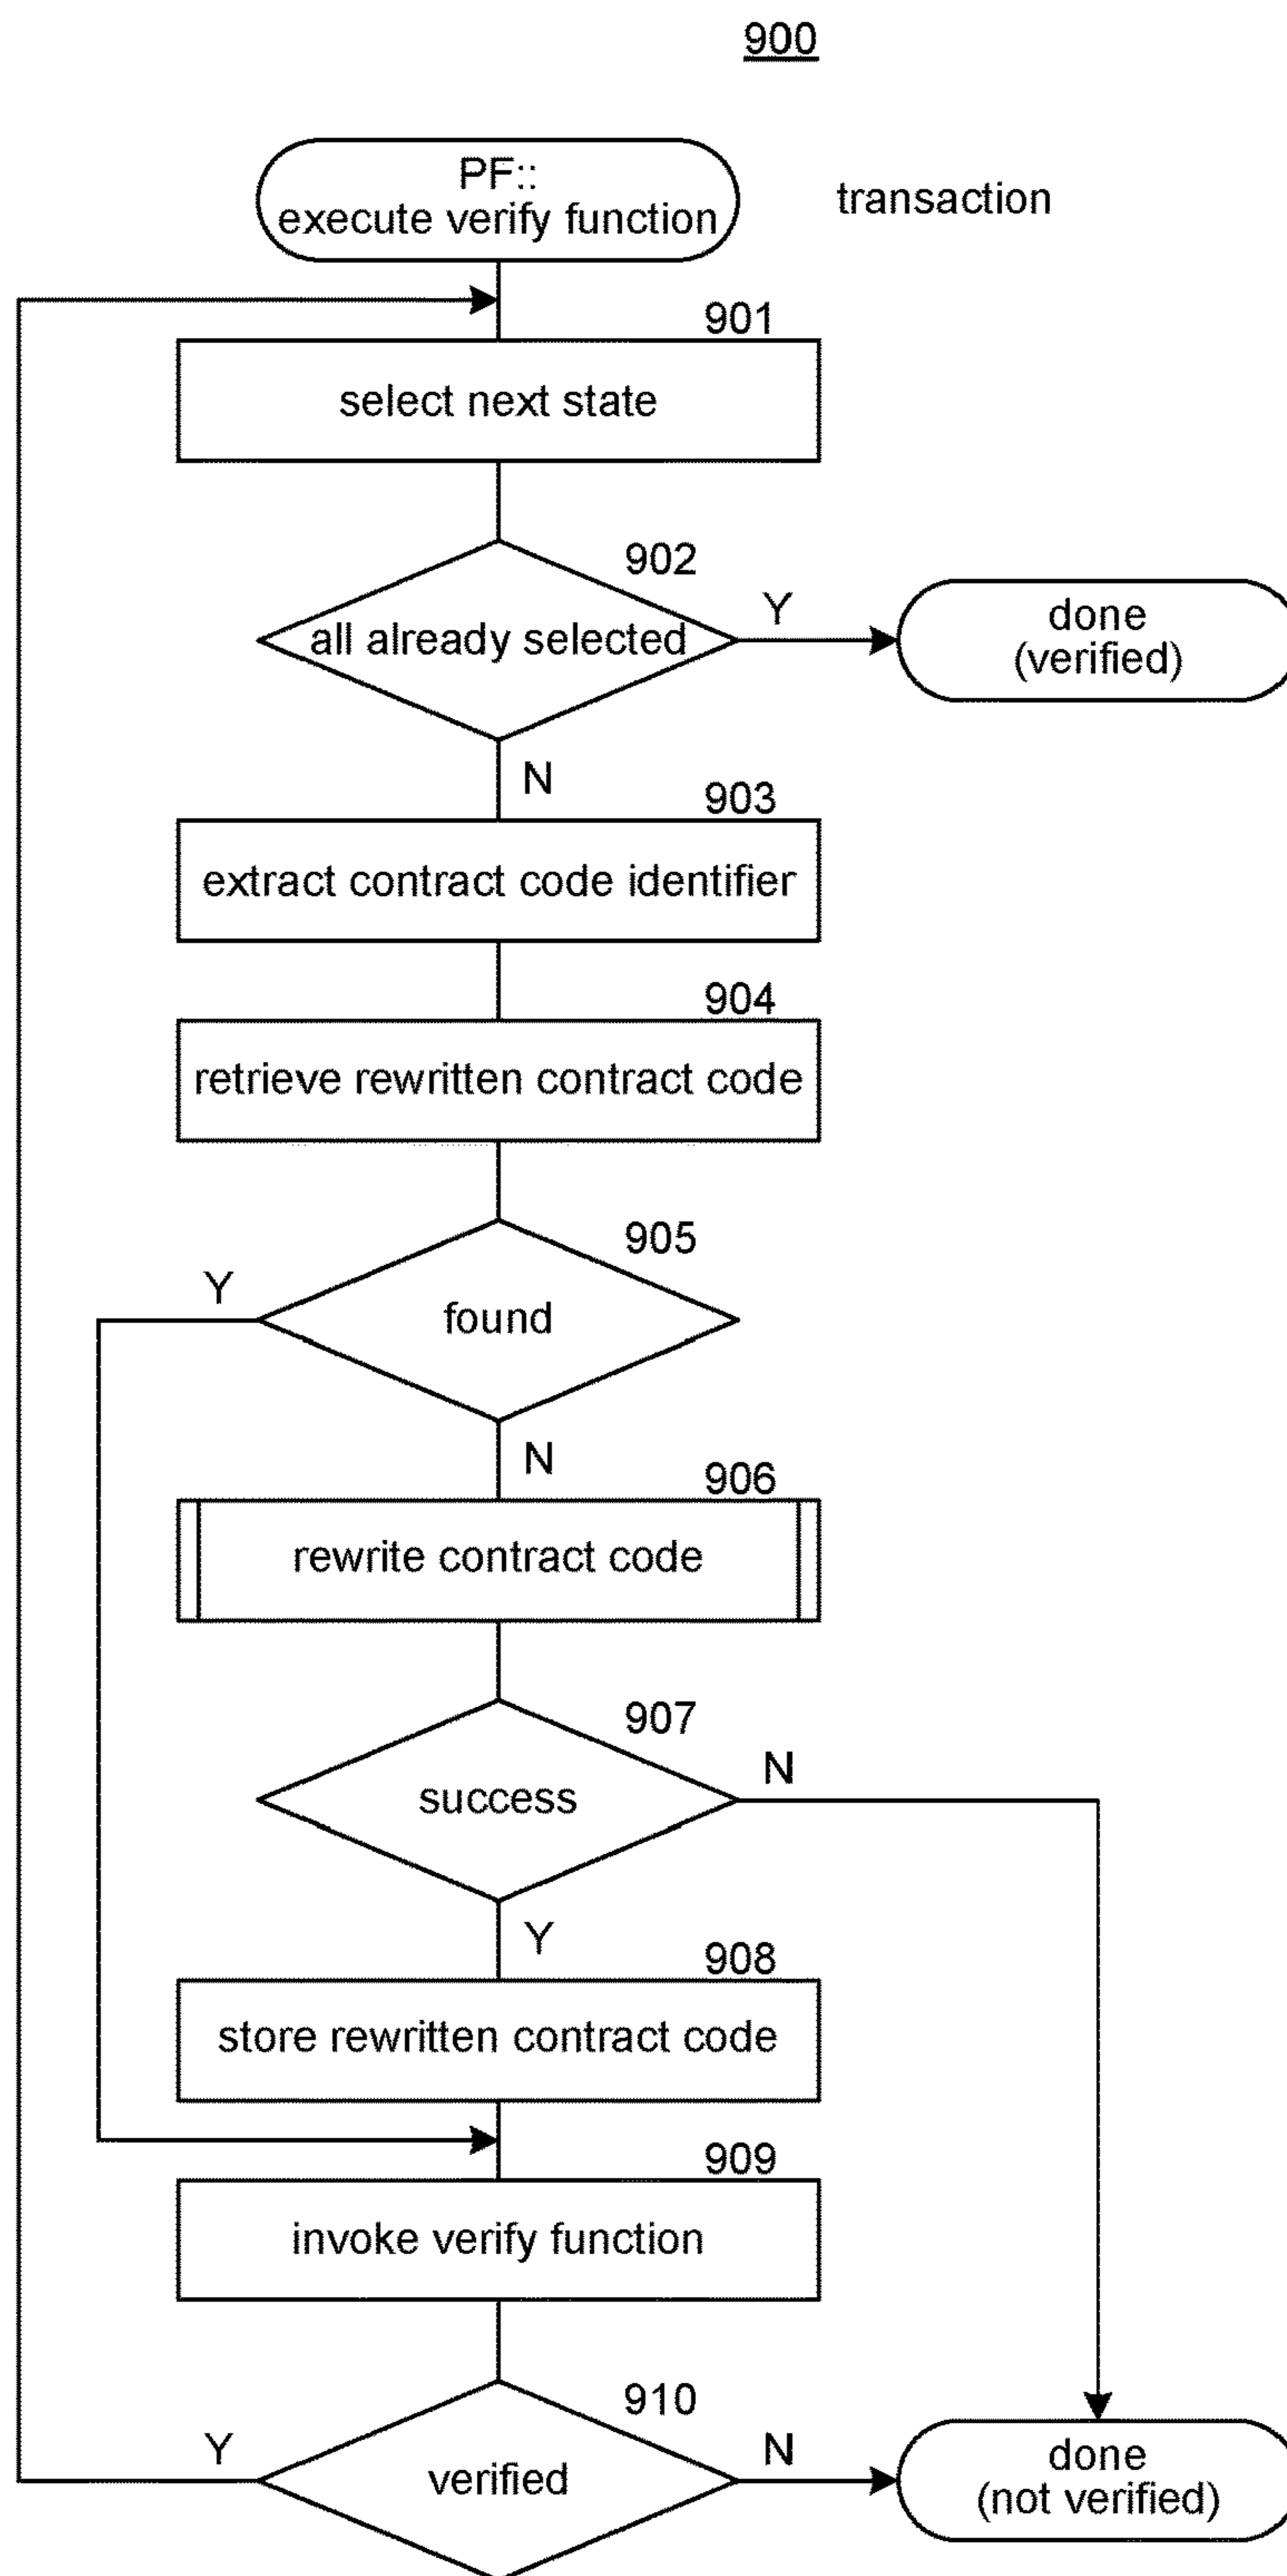 900
PF::
execute verify function
transaction
901
select next state
902
all already selected
Y
done
(verified)
N
903
extract contract code identifier
904
retrieve rewritten contract code
905
Y
found
N
906
rewrite contract code
907
N
success
Y
908
store rewritten contract code
909
invoke verify function
910
Y
verified
N
done
(not verified)